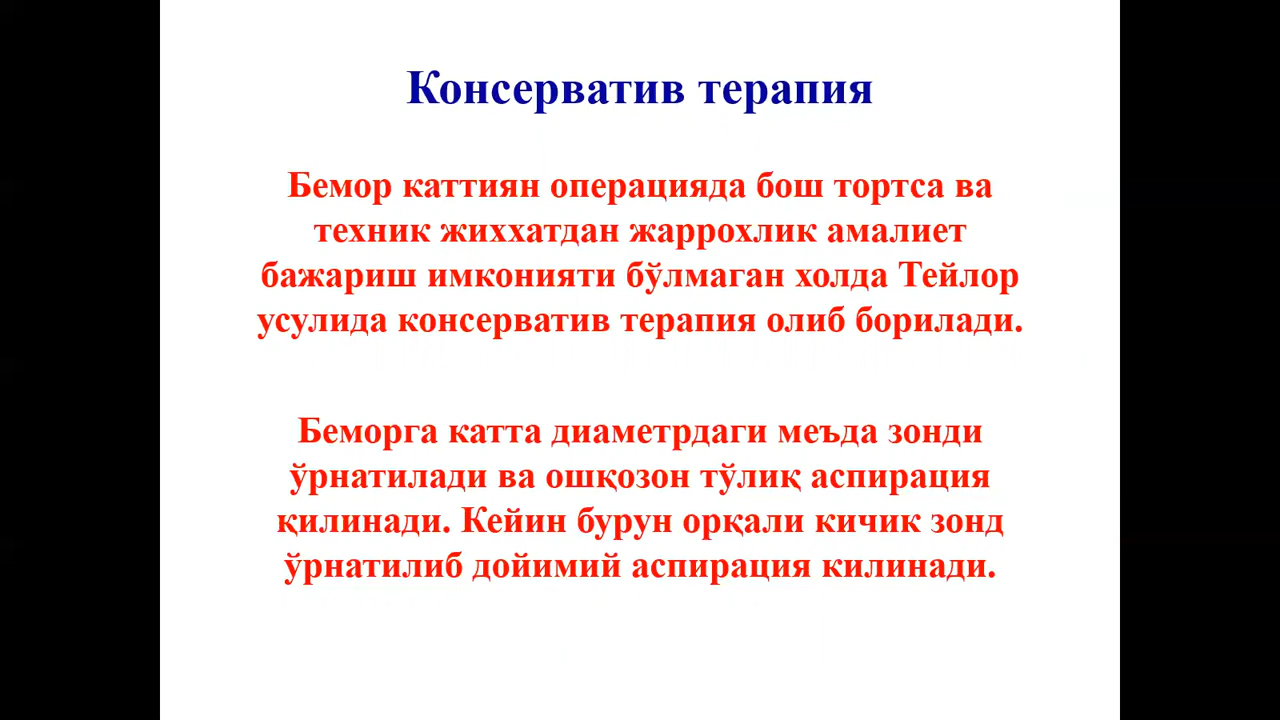 Консерватив терапия
Бемор каттиян операцияда бош тортса ва
техник жиххатдан жаррохлик амалиет
бажариш имконияти бўлмаган холда Тейлор
усулида консерватив терапия олиб борилади.
Беморга катта диаметрдаги меъда зонди
ўрнатилади ва ошқозон тўлиқ аспирация
қилинади. Кейин бурун орқали кичик зонд
ўрнатилиб дойимий аспирация килинади.